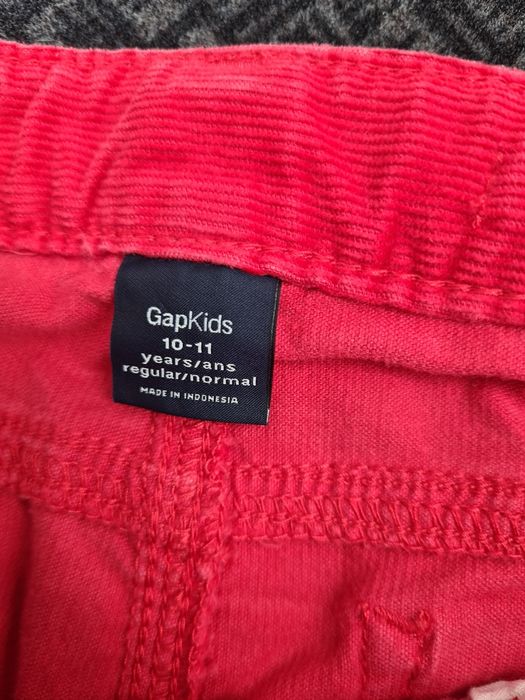 GapKids
10-11
years/ans
regular/normal
MADE IN INDONESIA